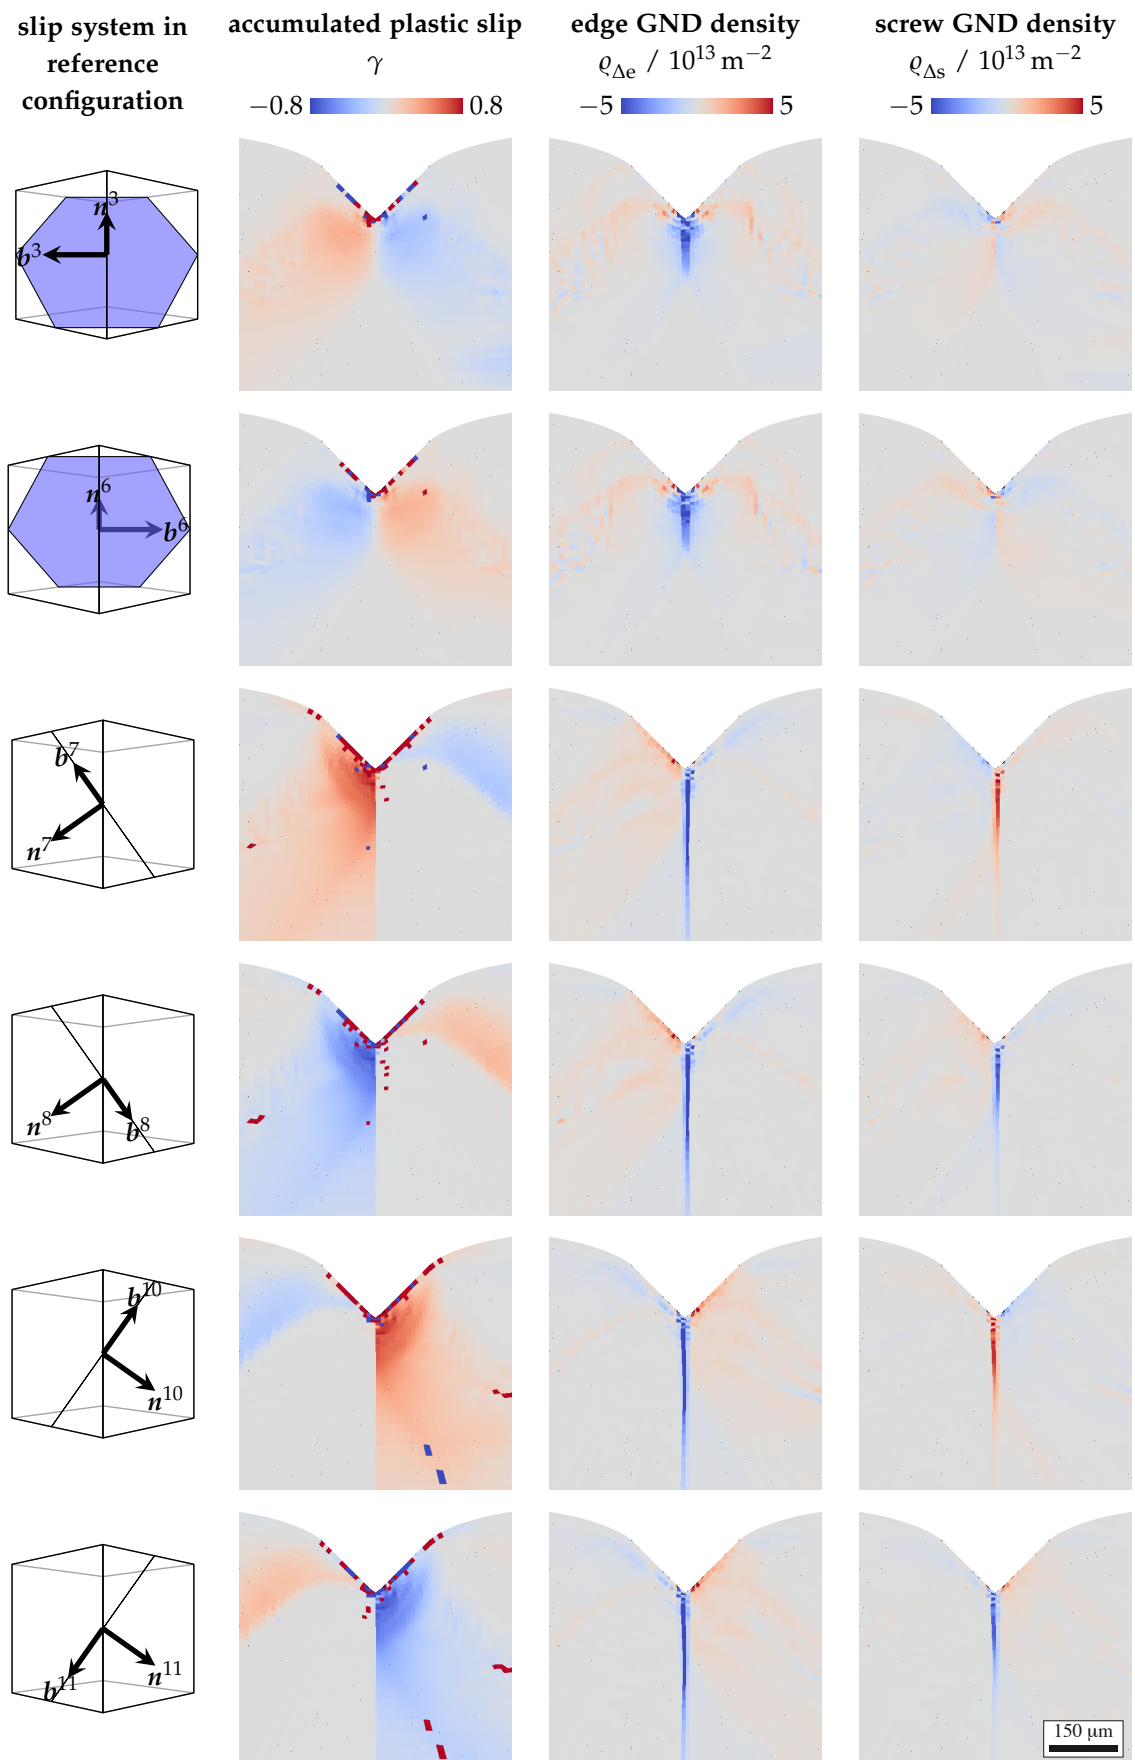 slip system in
reference
configuration
accumulated plastic slip
γ
−0.8 0.8
edge GND density
ϱΔe / 10¹³ m⁻²
−5 5
screw GND density
ϱΔs / 10¹³ m⁻²
−5 5
n³
b³
n⁶
b⁶
b⁷
n⁷
n⁸
b⁸
b¹⁰
n¹⁰
b¹¹
n¹¹
150 µm